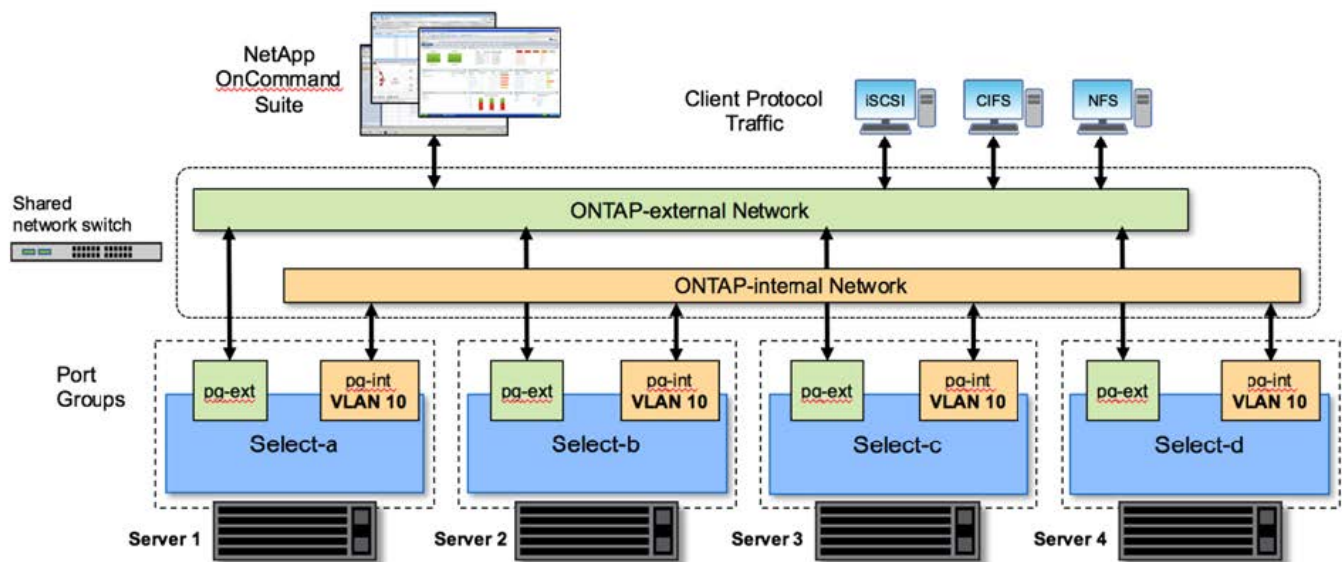 NetApp
OnCommand
Suite
Client Protocol
Traffic
iSCSI
CIFS
NFS
Shared
network switch
ONTAP-external Network
ONTAP-internal Network
Port
Groups
pg-ext
pg-int
VLAN 10
Select-a
pg-ext
pg-int
VLAN 10
Select-b
pg-ext
pg-int
VLAN 10
Select-c
pg-ext
pg-int
VLAN 10
Select-d
Server 1
Server 2
Server 3
Server 4